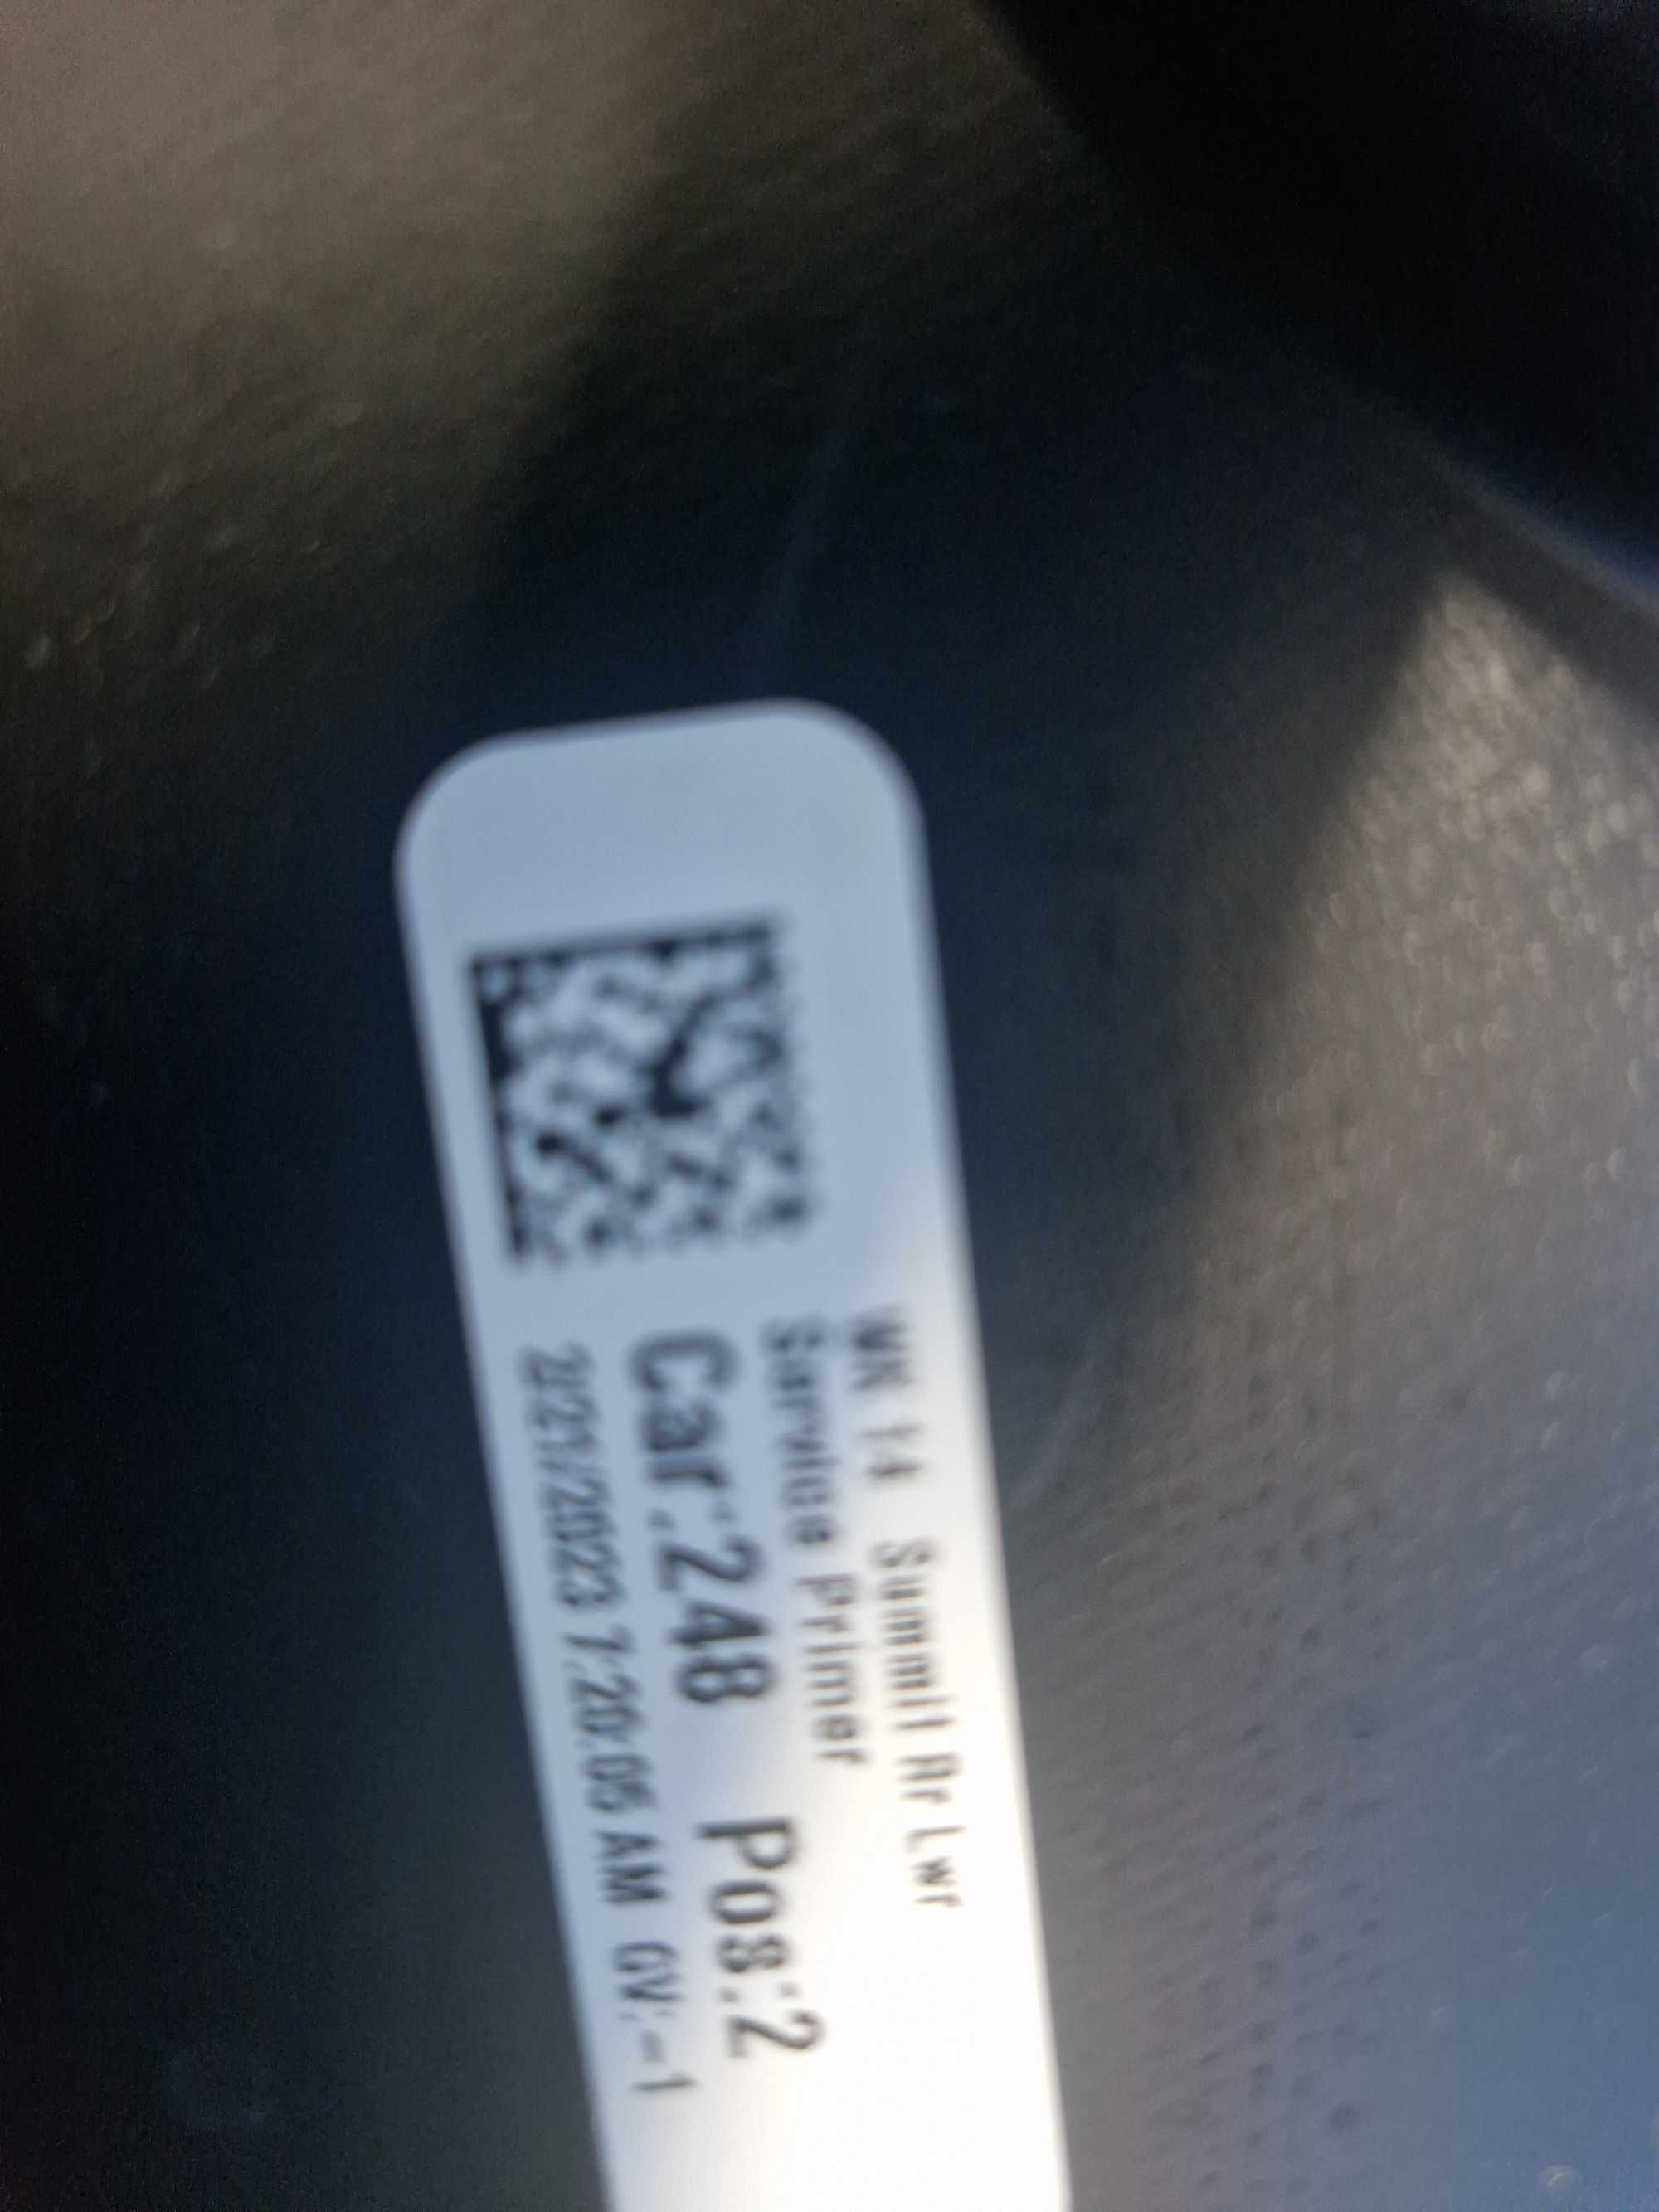 WK 14 Summit Rr Lwr
Service Primer
Car:248 Pos:2
2/21/2023 7:20:05 AM GV:-1